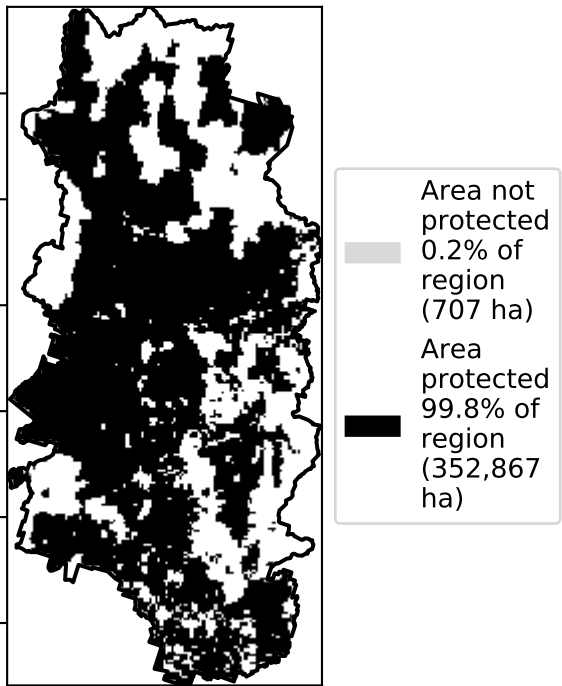 Area not
protected
0.2% of
region
(707 ha)
Area
protected
99.8% of
region
(352,867
ha)